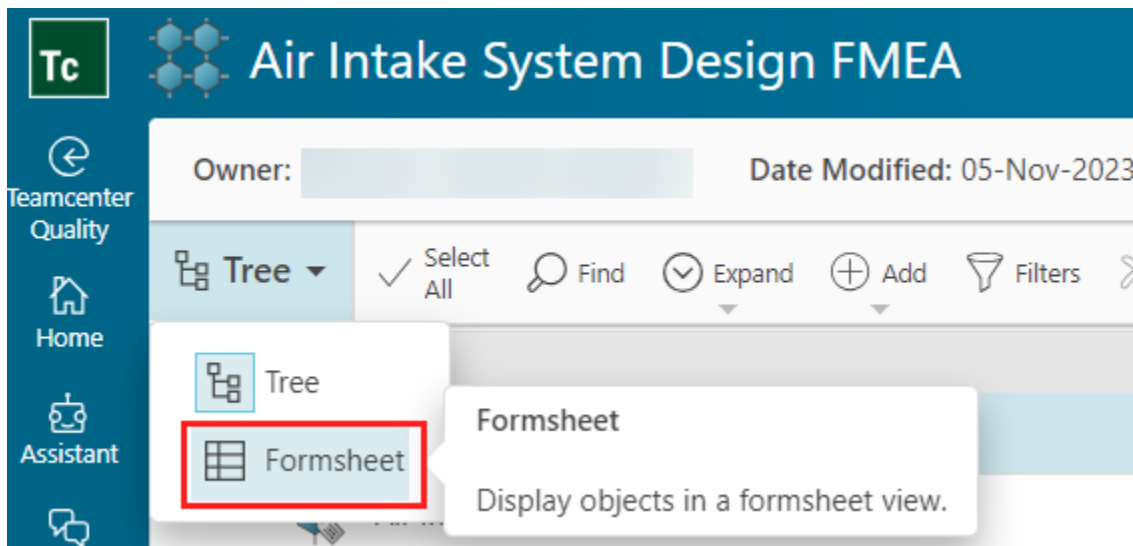 Tc
Air Intake System Design FMEA
Teamcenter
Quality
Home
Assistant
Owner:
Date Modified: 05-Nov-2023
Tree
Select
All
Find
Expand
Add
Filters
Tree
Formsheet
Formsheet
Display objects in a formsheet view.